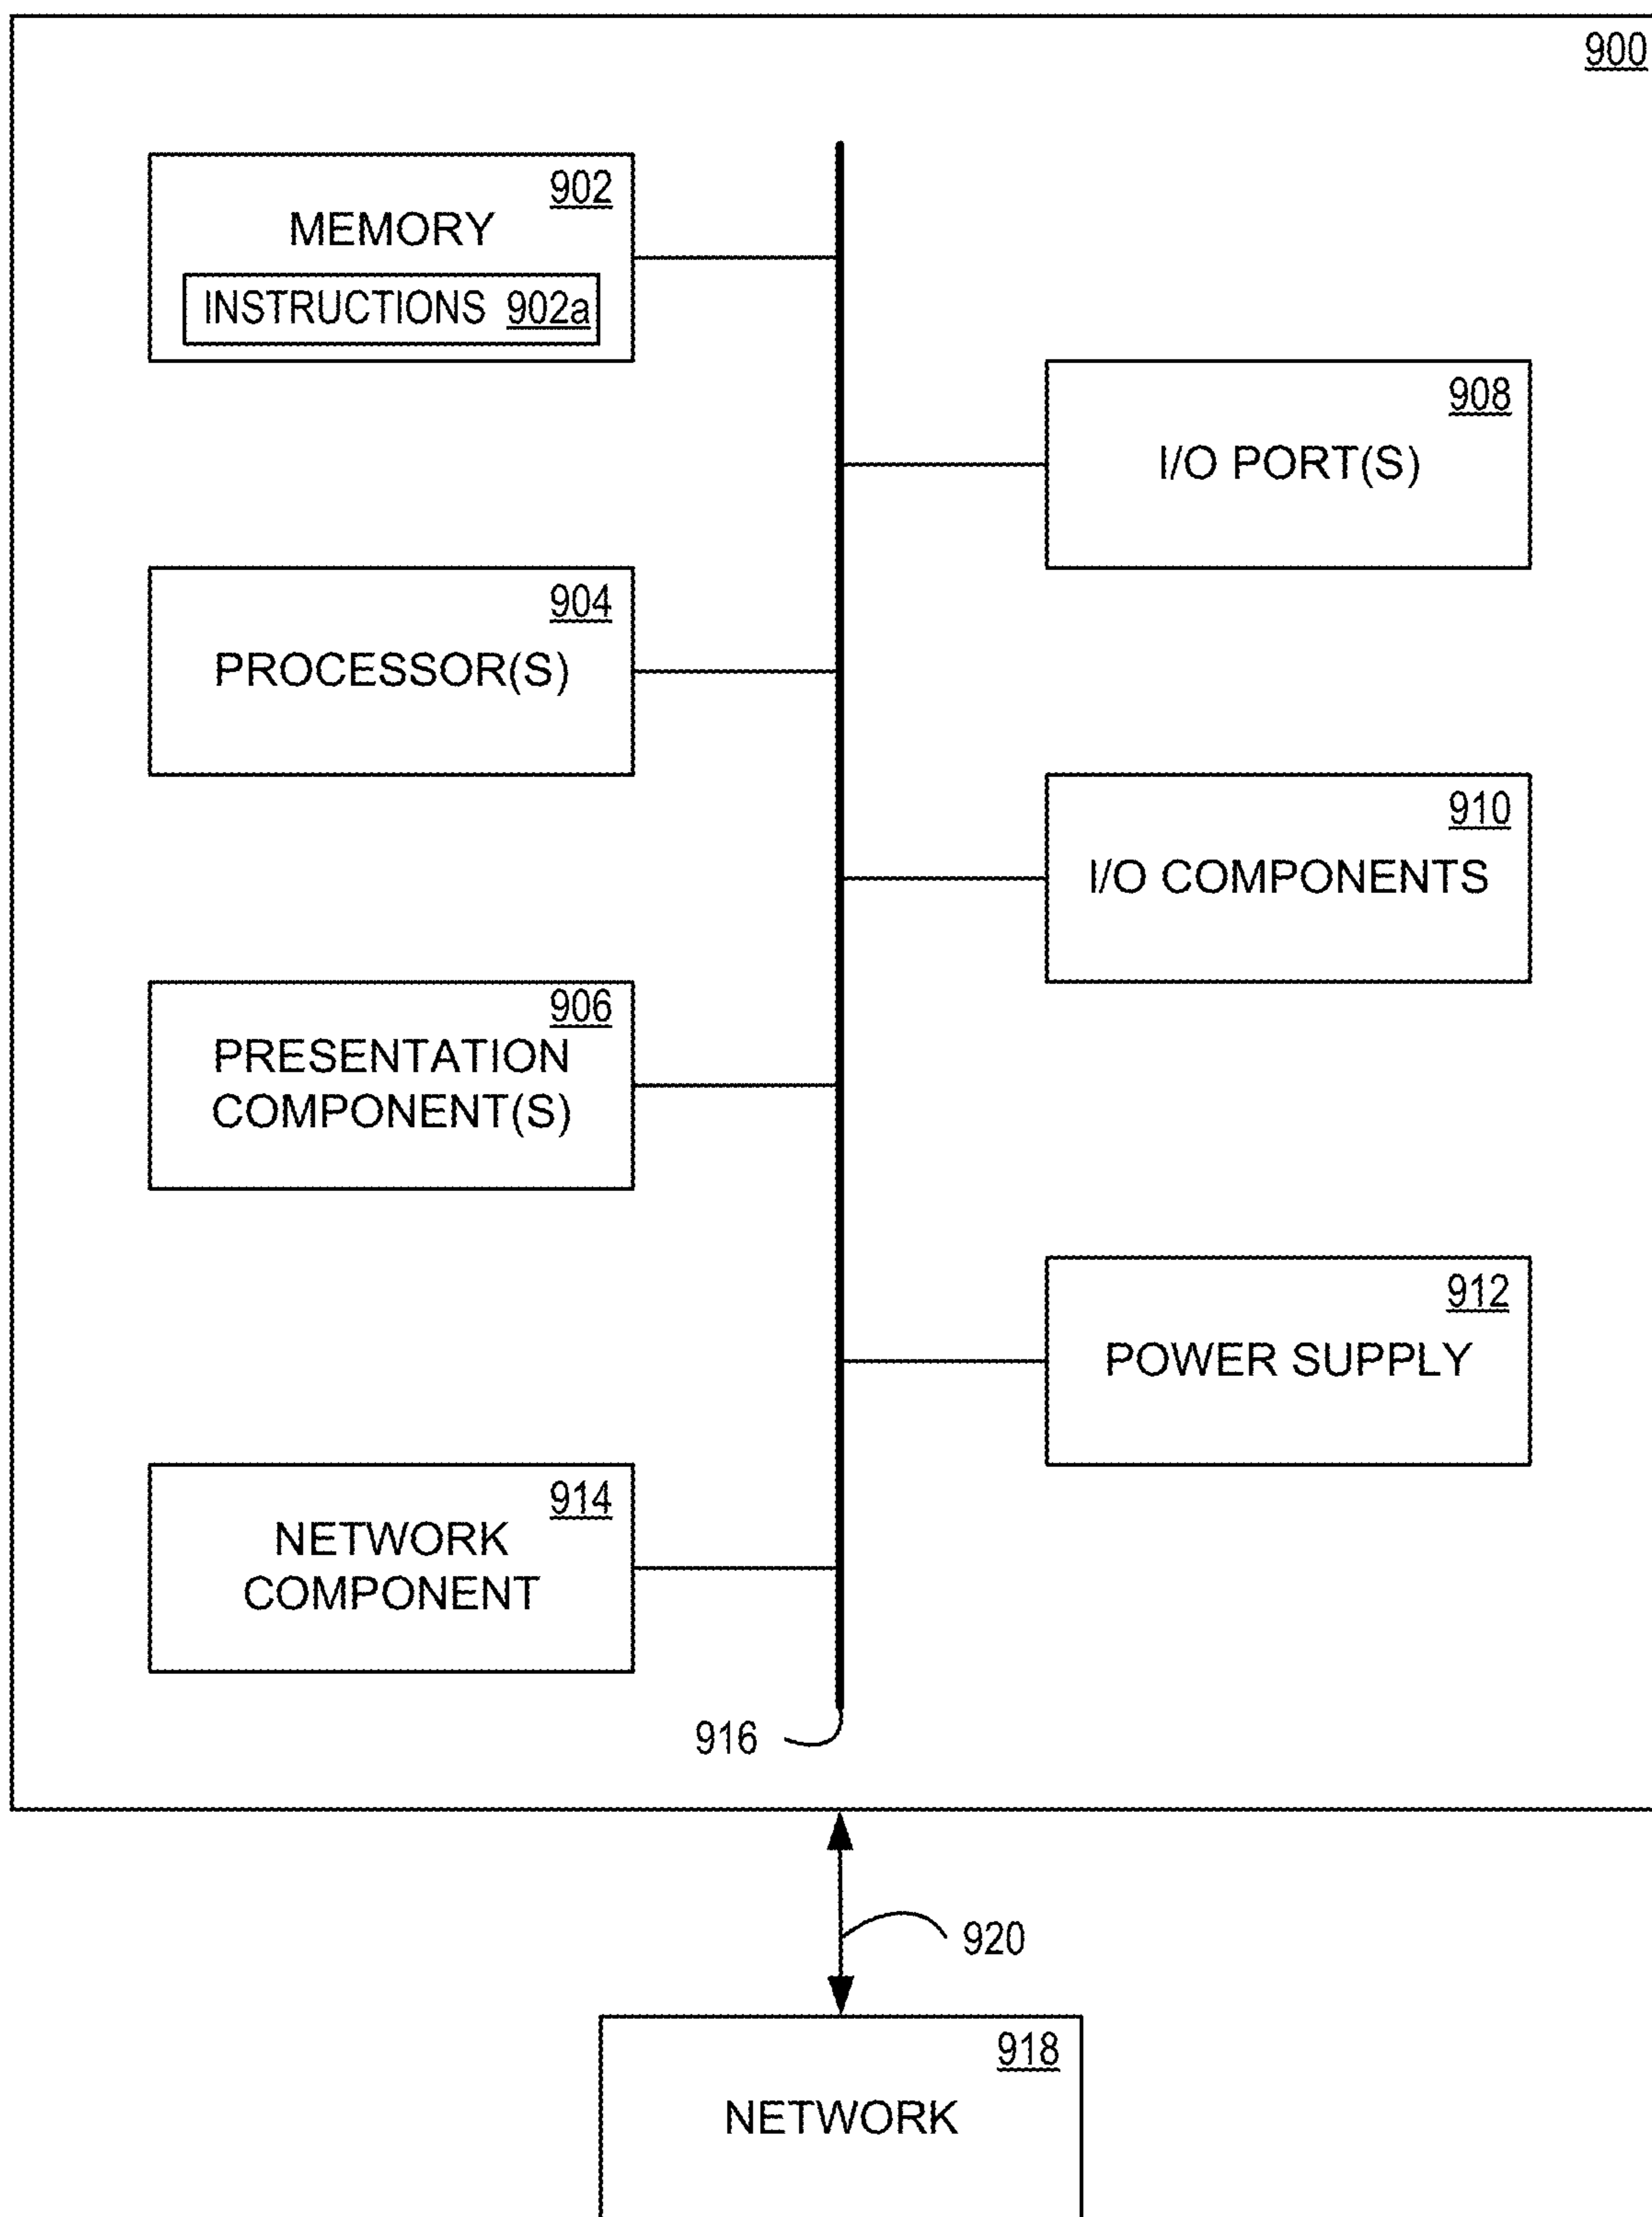 900
902
MEMORY
INSTRUCTIONS 902a
908
I/O PORT(S)
904
PROCESSOR(S)
910
I/O COMPONENTS
906
PRESENTATION
COMPONENT(S)
912
POWER SUPPLY
914
NETWORK
COMPONENT
916
920
918
NETWORK